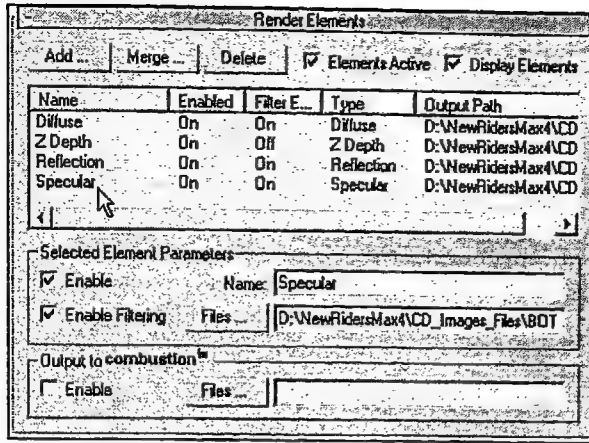 Render Elements
Add ... Merge ... Delete Elements Active Display Elements
Name Enabled Filter E... Type Output Path
Diffuse On On Diffuse D:\NewRidersMax4\CD
Z Depth On Off Z Depth D:\NewRidersMax4\CD
Reflection On On Reflection D:\NewRidersMax4\CD
Specular On On Specular D:\NewRidersMax4\CD
Selected Element Parameters
Enable Name: Specular
Enable Filtering Files ... D:\NewRidersMax4\CD_Images_Files\BOT
Output to combustion™
Enable Files ...